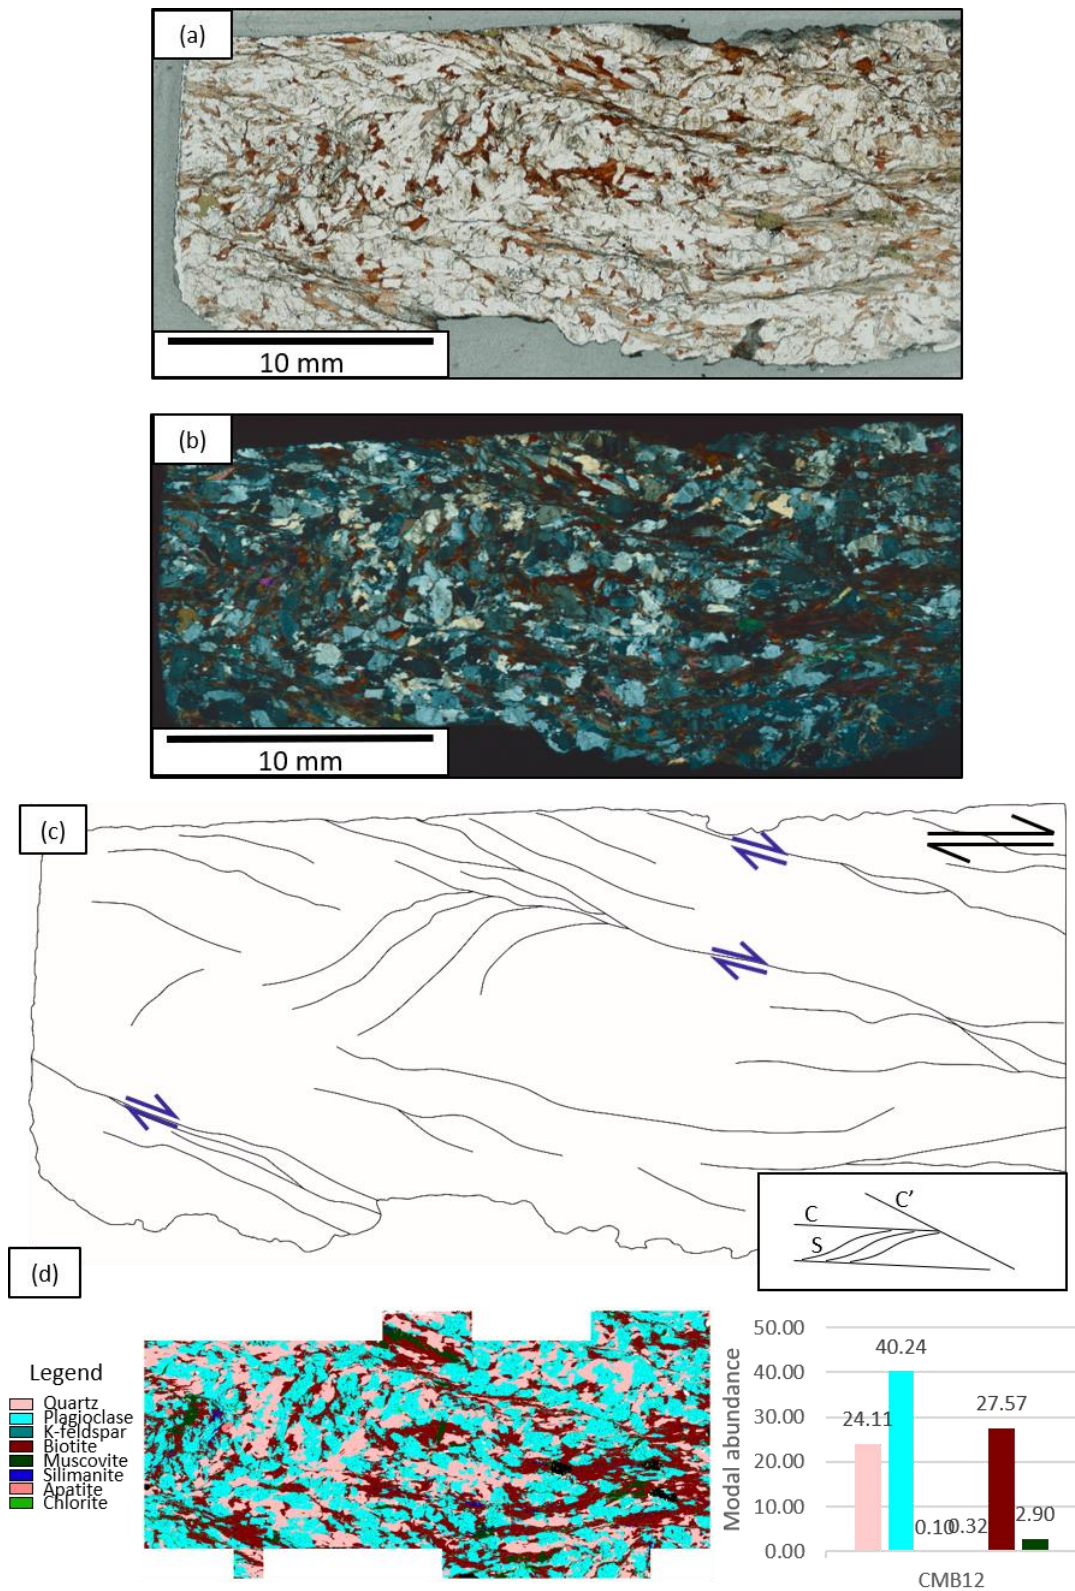 (a)
10 mm
(b)
10 mm
(c)
C'
C
S
(d)
Legend
Quartz
Plagioclase
K-feldspar
Biotite
Muscovite
Silimanite
Apatite
Chlorite
Modal abundance
50.00
40.00
30.00
20.00
10.00
0.00
24.11
40.24
0.10
0.32
27.57
2.90
CMB12